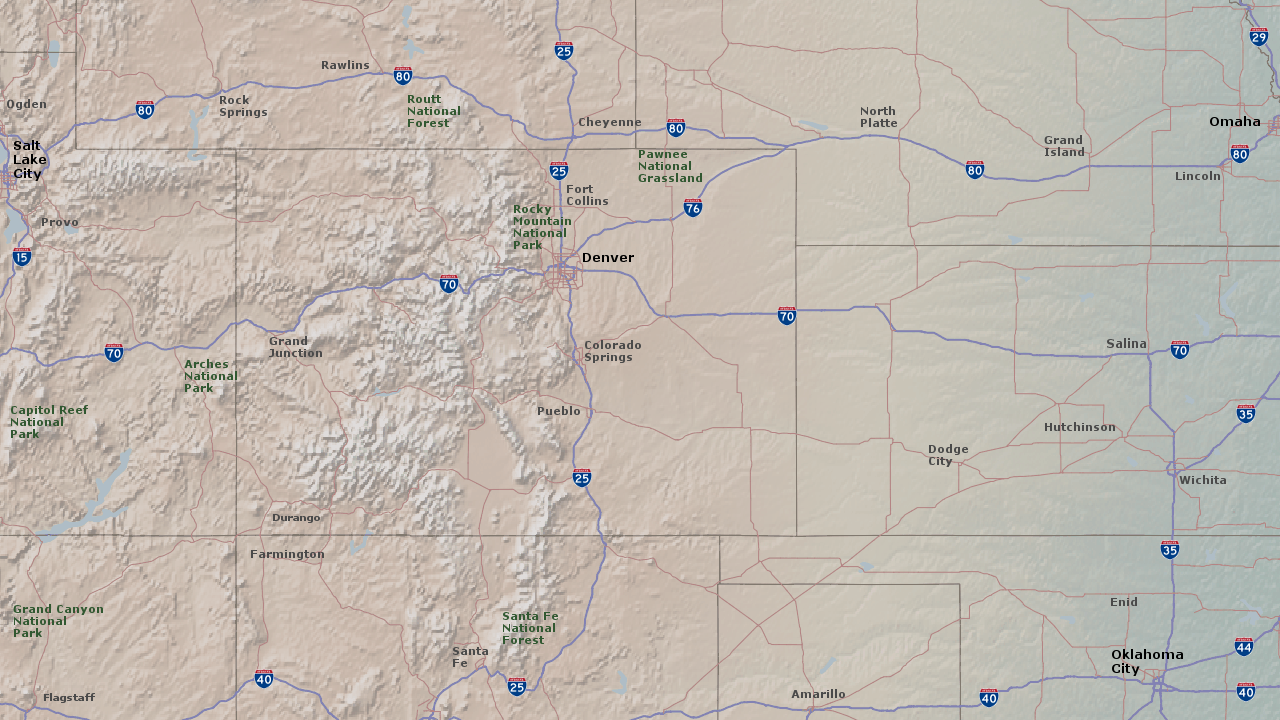 29
25
Rawlins
80
Ogden
80
Rock
Springs
Routt
National
Forest
Cheyenne
80
North
Platte
Omaha
Salt
Lake
City
Grand
Island
80
Pawnee
National
Grassland
25
80
Lincoln
Fort
Collins
76
Provo
Rocky
Mountain
National
Park
15
Denver
70
70
Grand
Junction
70
Colorado
Springs
Salina
70
Arches
National
Park
Capitol Reef
National
Park
Pueblo
35
Hutchinson
Dodge
City
25
Wichita
Durango
Farmington
35
Grand Canyon
National
Park
Santa Fe
National
Forest
Enid
Santa
Fe
44
Oklahoma
City
40
25
Flagstaff
Amarillo
40
40